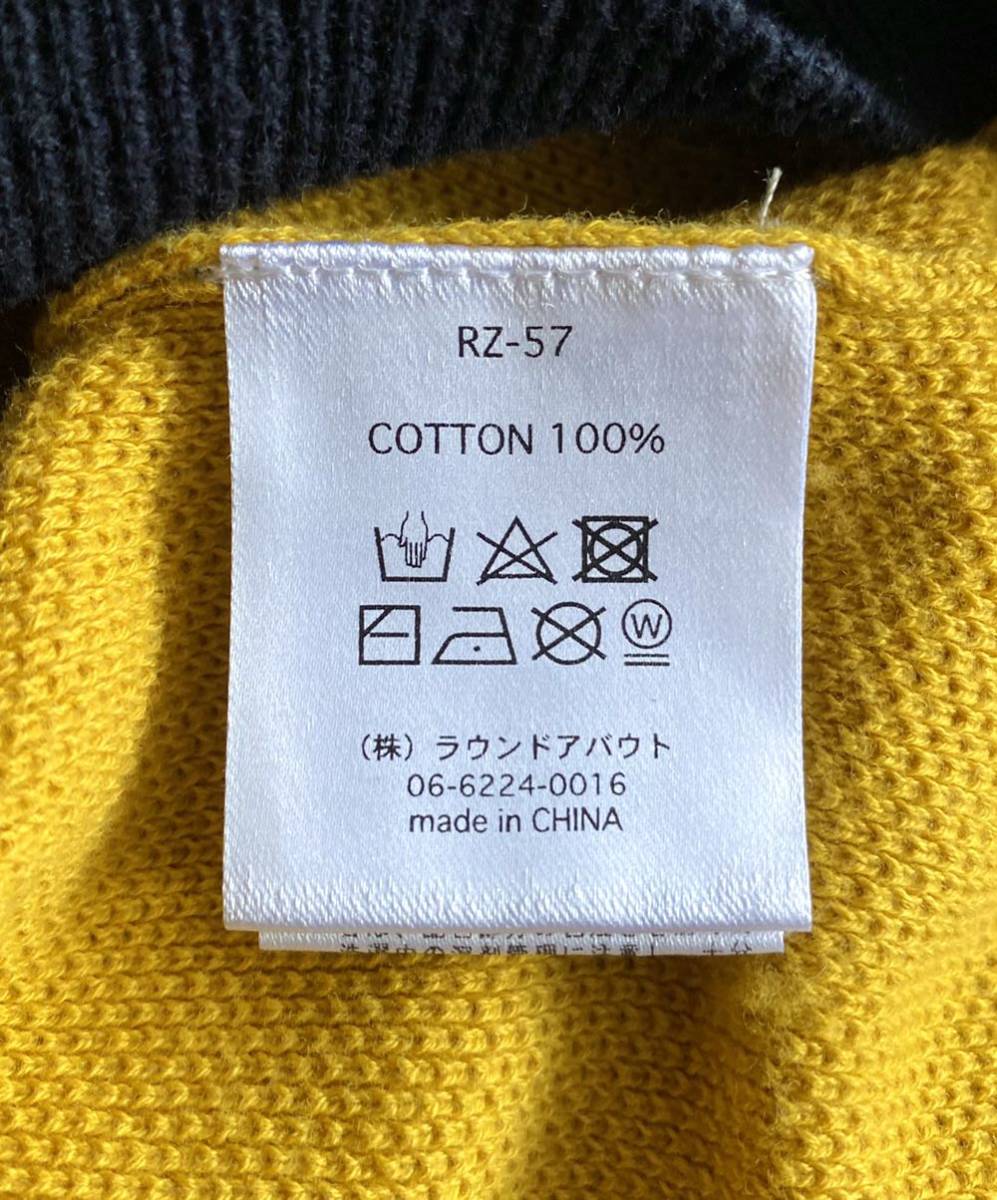 RZ-57
COTTON 100%
W
（株）ラウンドアバウト
06-6224-0016
made in CHINA